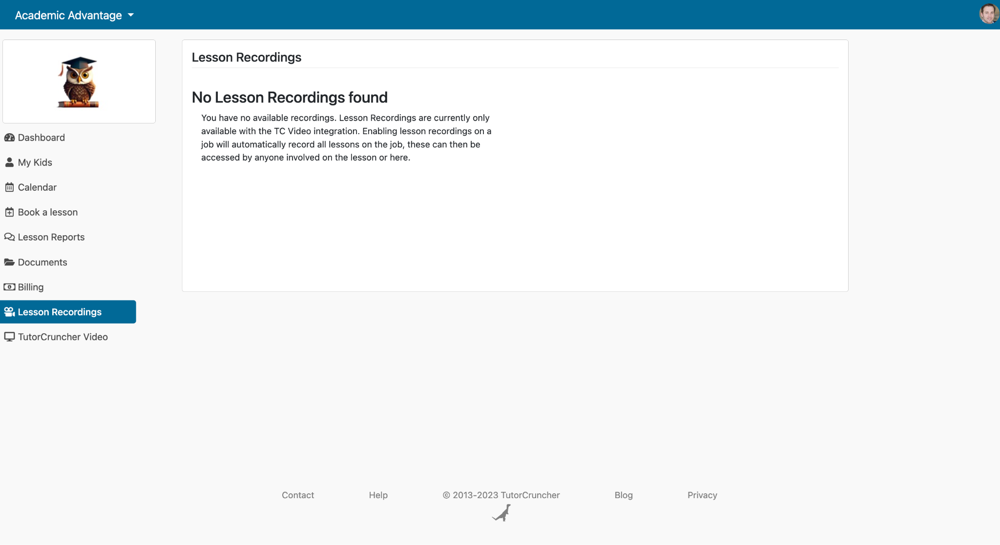 Academic Advantage
Dashboard
My Kids
Calendar
Book a lesson
Lesson Reports
Documents
Billing
Lesson Recordings
TutorCruncher Video
Lesson Recordings
No Lesson Recordings found
You have no available recordings. Lesson Recordings are currently only
available with the TC Video integration. Enabling lesson recordings on a
job will automatically record all lessons on the job, these can then be
accessed by anyone involved on the lesson or here.
Contact Help © 2013-2023 TutorCruncher Blog Privacy